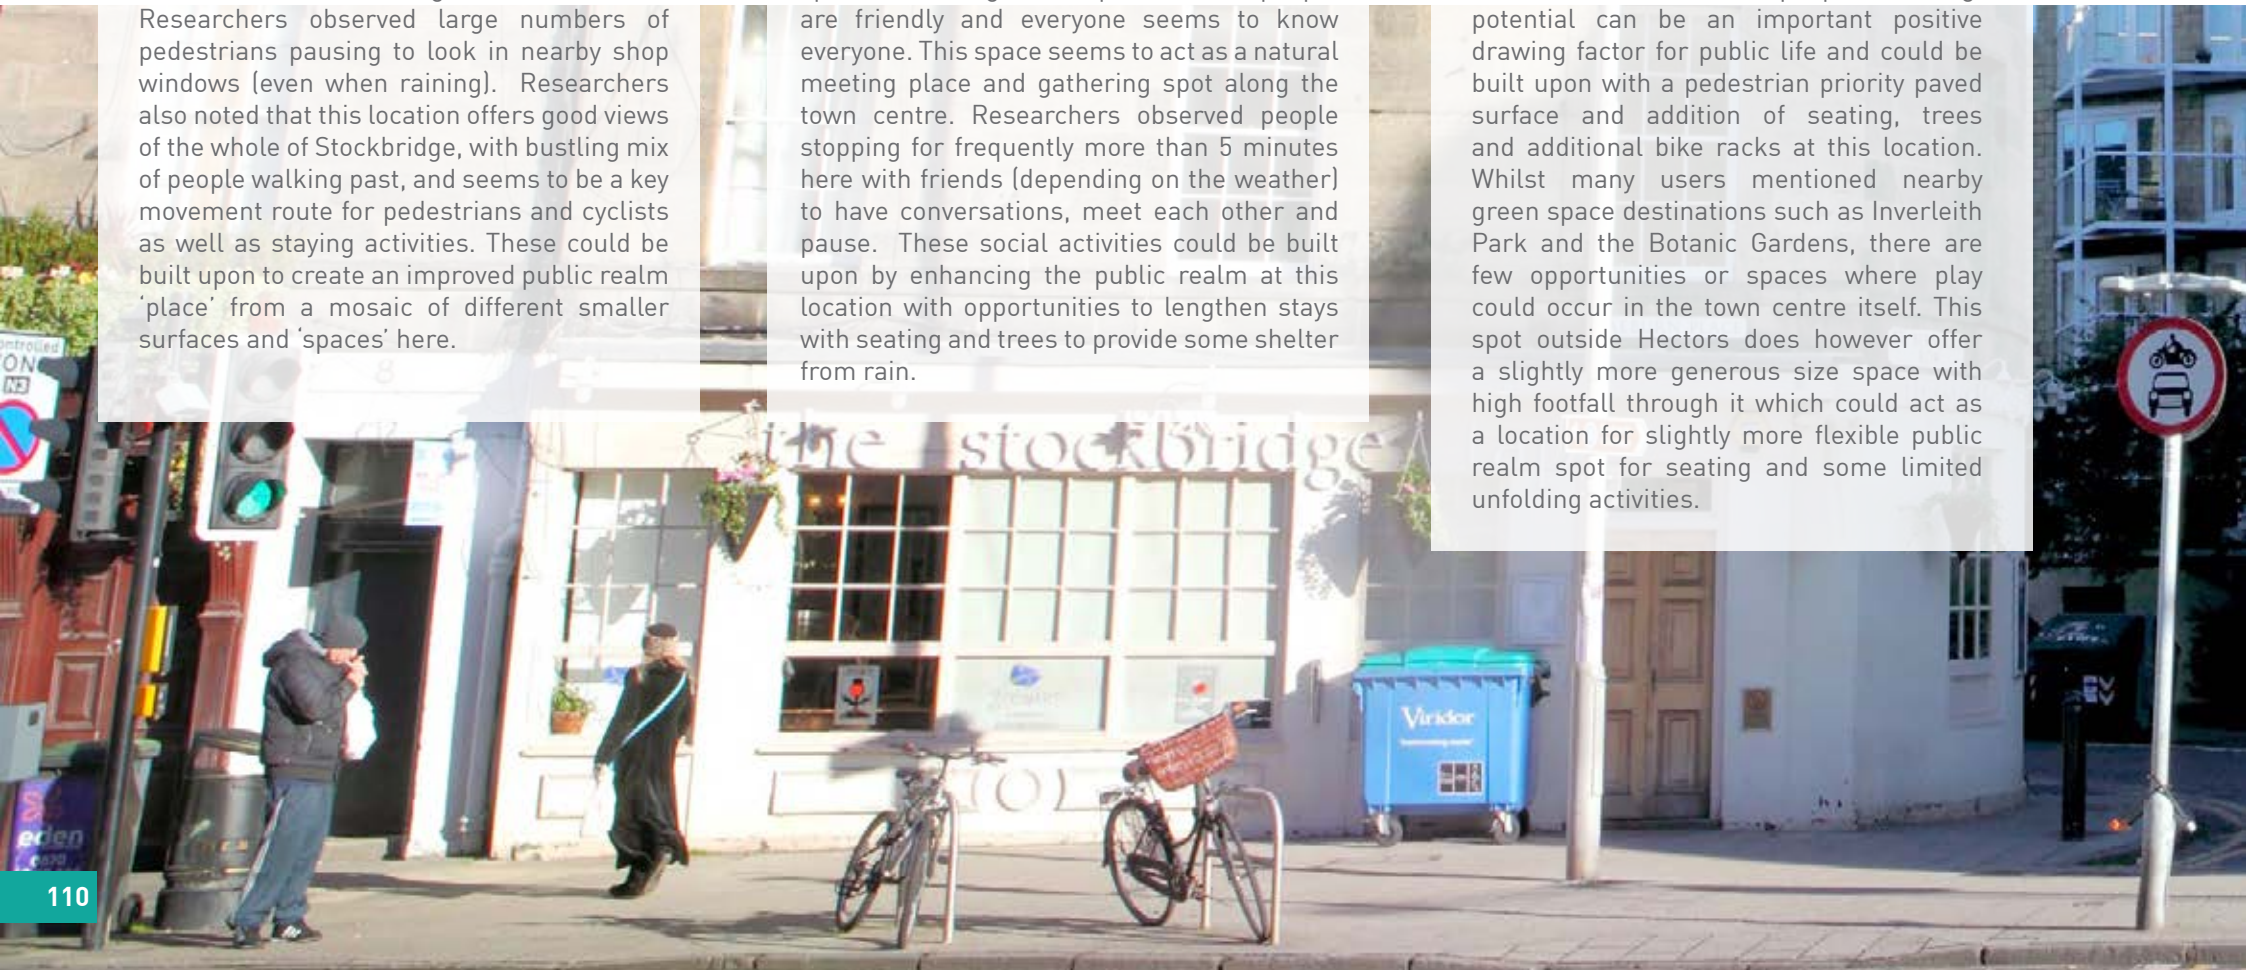 Researchers observed large numbers of
pedestrians pausing to look in nearby shop
windows (even when raining). Researchers
also noted that this location offers good views
of the whole of Stockbridge, with bustling mix
of people walking past, and seems to be a key
movement route for pedestrians and cyclists
as well as staying activities. These could be
built upon to create an improved public realm
‘place’ from a mosaic of different smaller
surfaces and ‘spaces’ here.
are friendly and everyone seems to know
everyone. This space seems to act as a natural
meeting place and gathering spot along the
town centre. Researchers observed people
stopping for frequently more than 5 minutes
here with friends (depending on the weather)
to have conversations, meet each other and
pause. These social activities could be built
upon by enhancing the public realm at this
location with opportunities to lengthen stays
with seating and trees to provide some shelter
from rain.
potential can be an important positive
drawing factor for public life and could be
built upon with a pedestrian priority paved
surface and addition of seating, trees
and additional bike racks at this location.
Whilst many users mentioned nearby
green space destinations such as Inverleith
Park and the Botanic Gardens, there are
few opportunities or spaces where play
could occur in the town centre itself. This
spot outside Hectors does however offer
a slightly more generous size space with
high footfall through it which could act as
a location for slightly more flexible public
realm spot for seating and some limited
unfolding activities.
ZONE
N3
8
the stockbridge
Viridor
eden
110